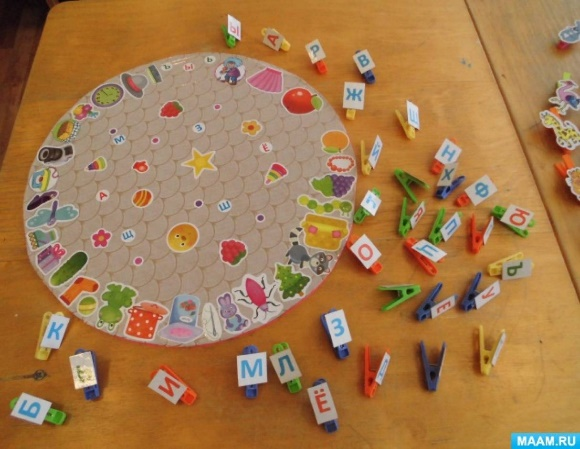 Ы
А
Р
В
Ж
Ш
Н
Х
Ф
Ю
О
П
Ъ
У
К
Б
И
М
Л
З
Ё
Ь Ъ Ы
М
З
Ё
А
Щ
Ш
MAAM.RU